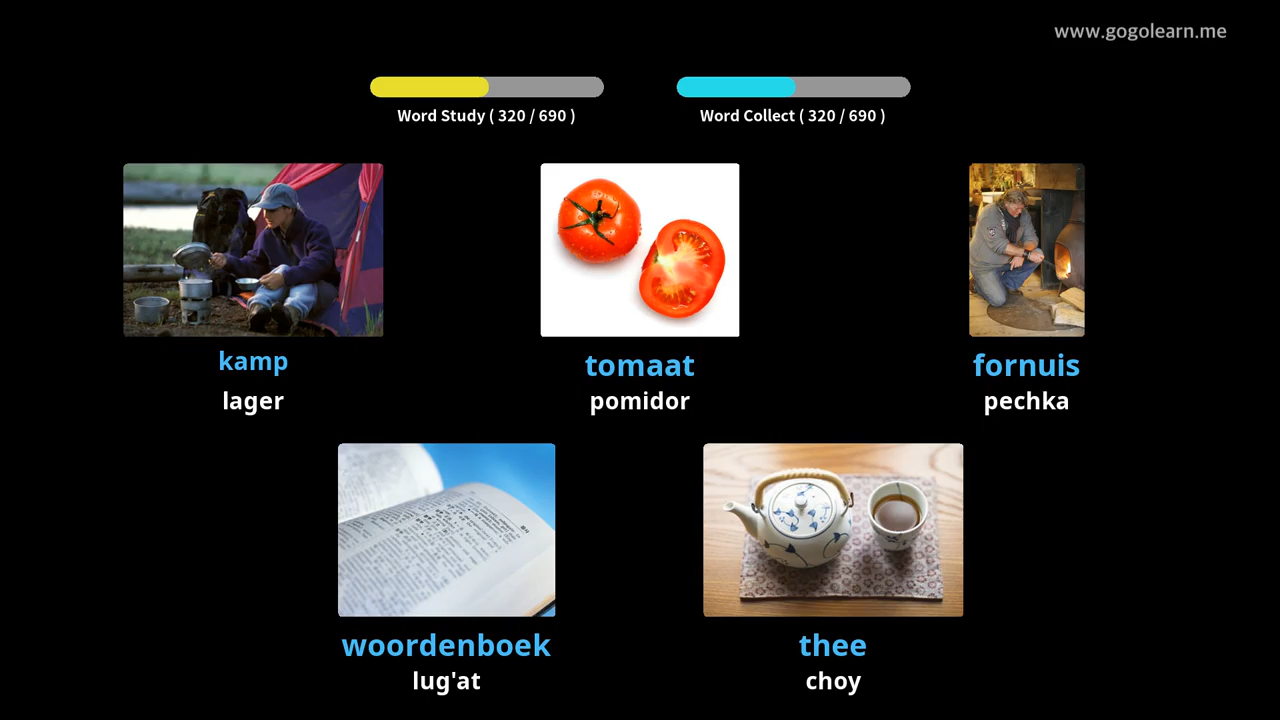 www.gogolearn.me
Word Study ( 320 / 690 )
Word Collect ( 320 / 690 )
kamp
lager
tomaat
pomidor
fornuis
pechka
woordenboek
lug'at
thee
choy